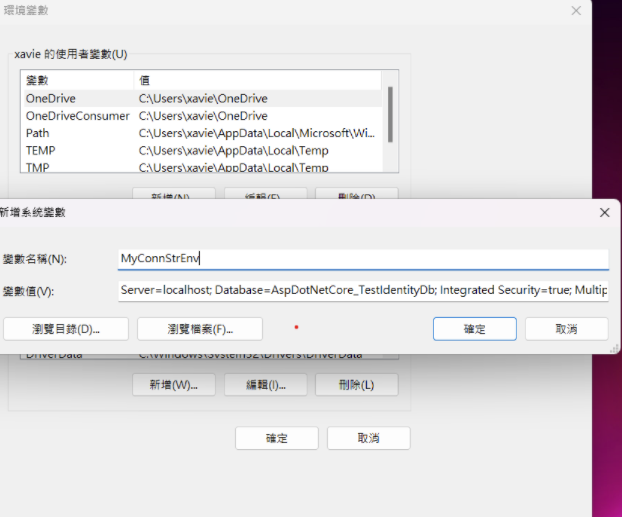 環境變數
xavie 的使用者變數(U)
變數 值
OneDrive C:\Users\xavie\OneDrive
OneDriveConsumer C:\Users\xavie\OneDrive
Path C:\Users\xavie\AppData\Local\Microsoft\Wi...
TEMP C:\Users\xavie\AppData\Local\Temp
TMP C:\Users\xavie\AppData\Local\Temp
新增(N)... 編輯(E)... 刪除(D)
新增系統變數
變數名稱(N): MyConnStrEnv
變數值(V): Server=localhost; Database=AspDotNetCore_TestIdentityDb; Integrated Security=true; Multip
瀏覽目錄(D)... 瀏覽檔案(F)... 確定 取消
DriverData C:\Windows\System32\Drivers\DriverData
新增(W)... 編輯(I)... 刪除(L)
確定 取消